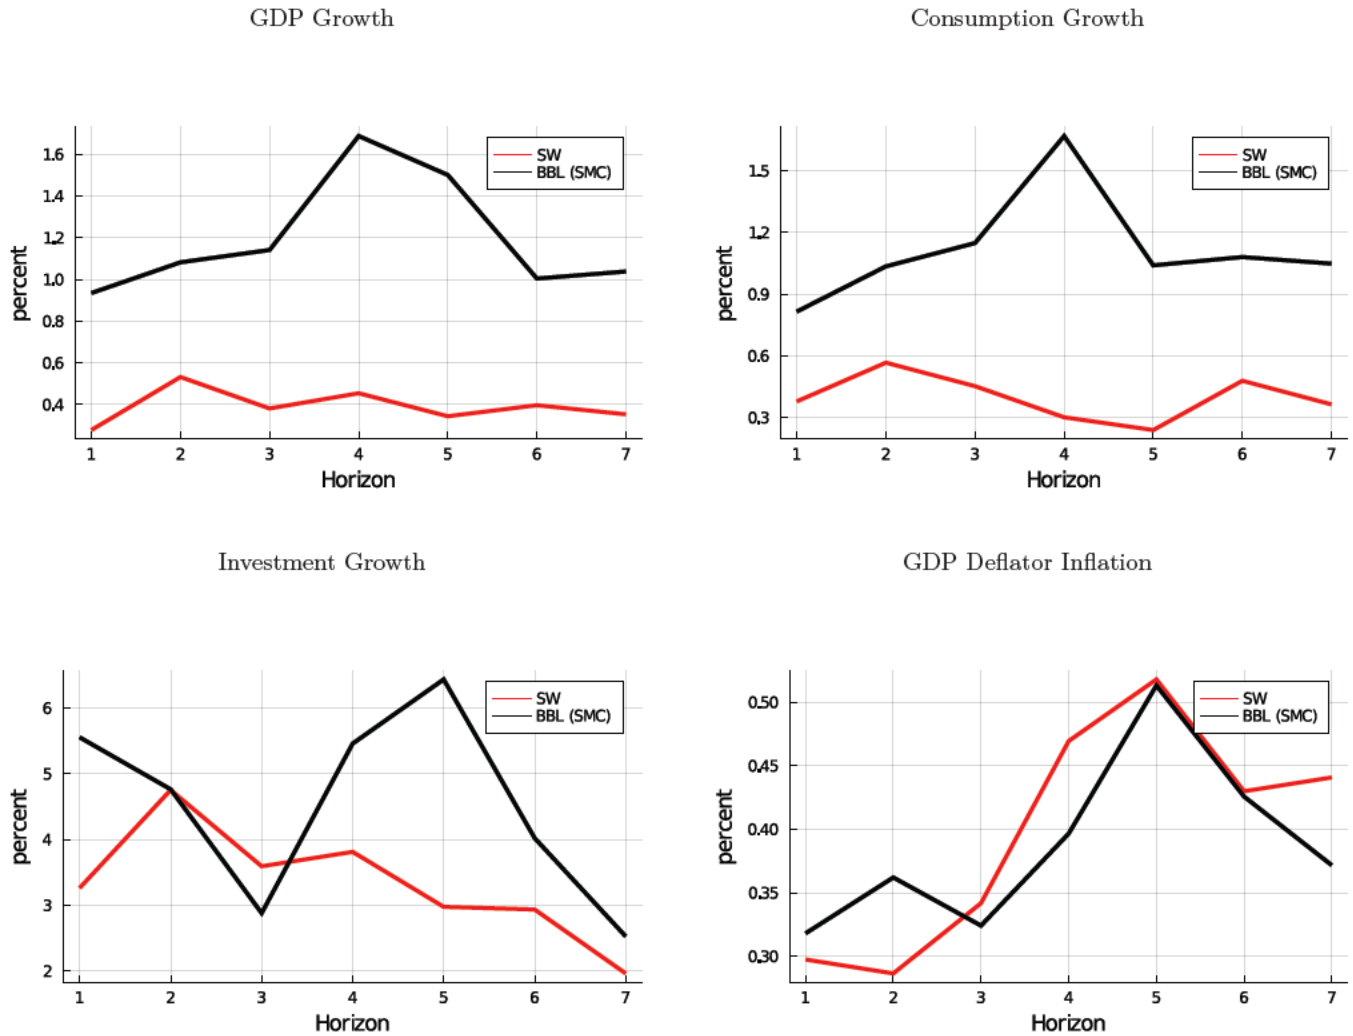 GDP Growth
Consumption Growth
1.6
1.4
1.2
1.0
0.8
0.6
0.4
percent
SW
BBL (SMC)
1 2 3 4 5 6 7
Horizon
1.5
1.2
0.9
0.6
0.3
percent
SW
BBL (SMC)
1 2 3 4 5 6 7
Horizon
Investment Growth
GDP Deflator Inflation
6
5
4
3
2
percent
SW
BBL (SMC)
1 2 3 4 5 6 7
Horizon
0.50
0.45
0.40
0.35
0.30
percent
SW
BBL (SMC)
1 2 3 4 5 6 7
Horizon